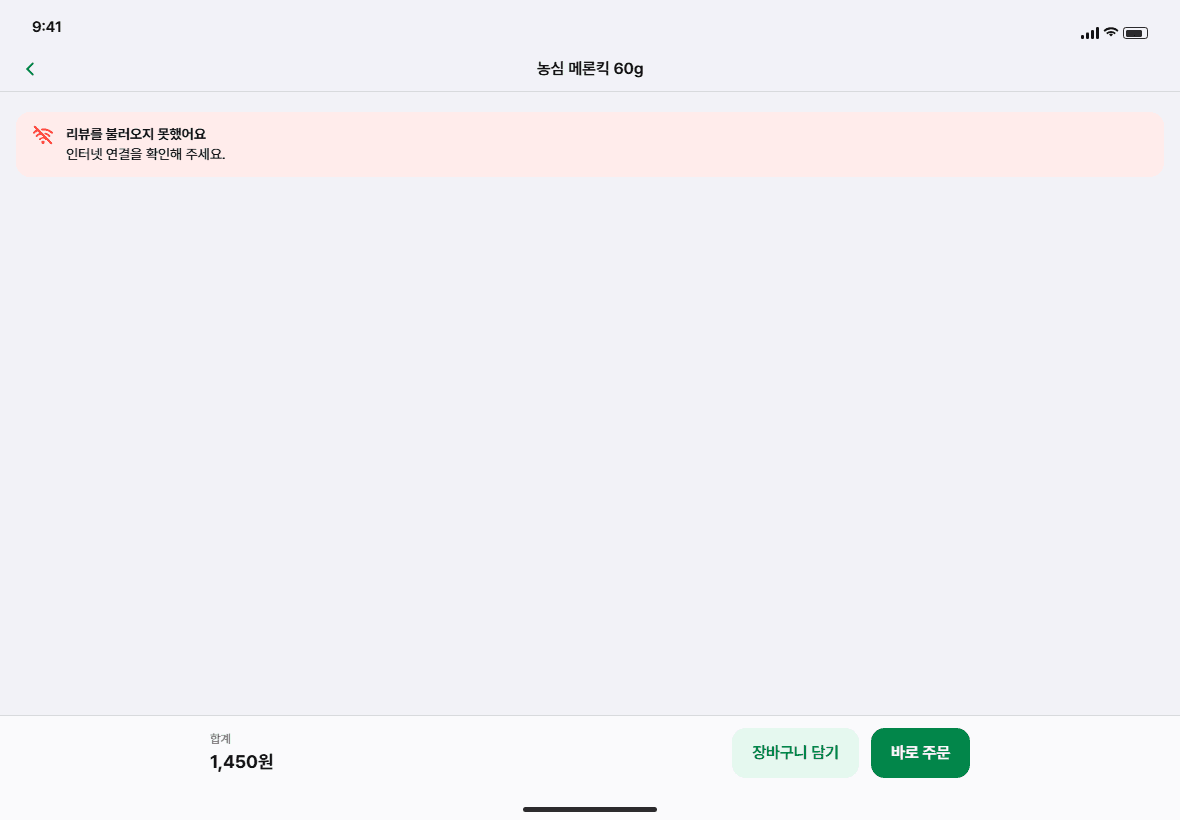 9:41
농심 메론킥 60g
리뷰를 불러오지 못했어요
인터넷 연결을 확인해 주세요.
합계
1,450원
장바구니 담기
바로 주문